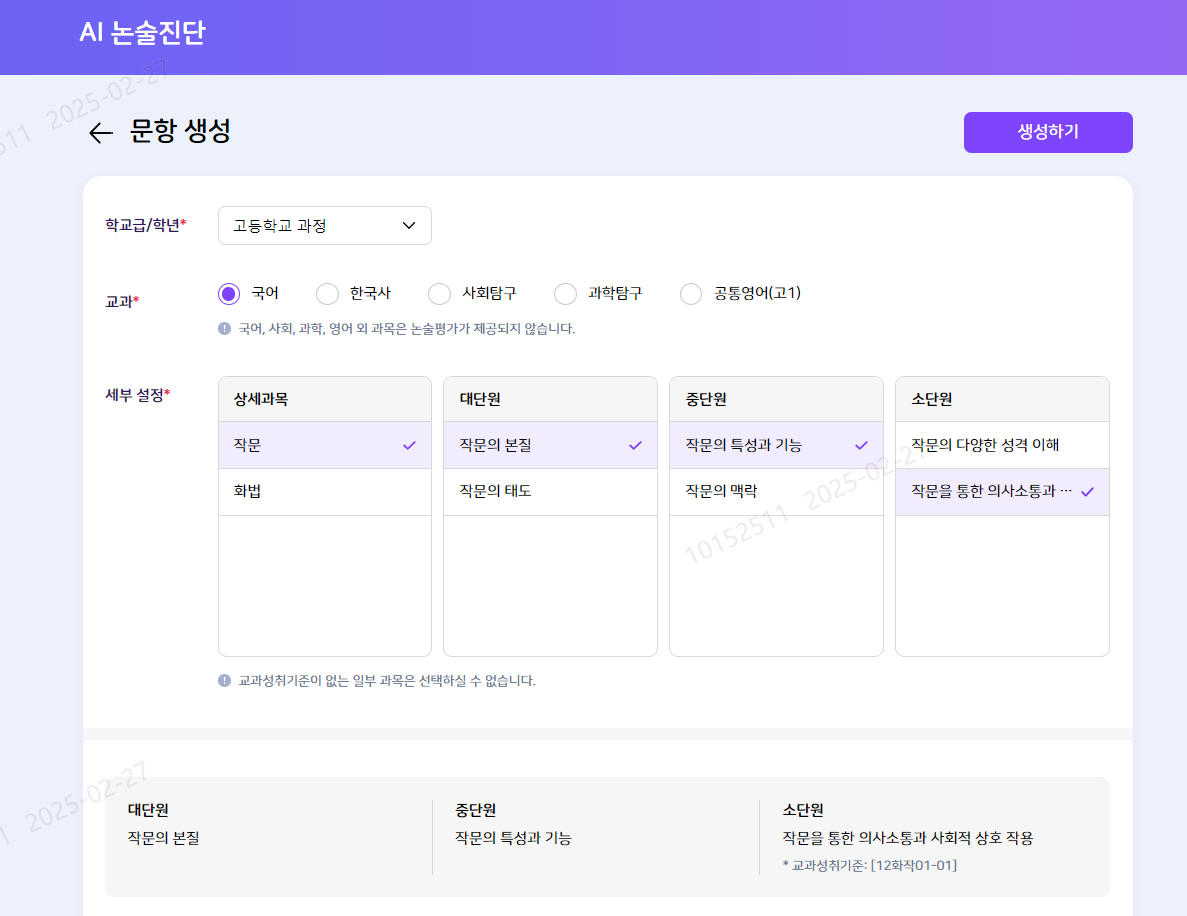 AI 논술진단
511 2025-02-27
문항 생성
생성하기
학교급/학년*
고등학교 과정
교과*
국어
한국사
사회탐구
과학탐구
공통영어(고1)
국어, 사회, 과학, 영어 외 과목은 논술평가가 제공되지 않습니다.
세부 설정*
상세과목 대단원 중단원 소단원
작문 작문의 본질 작문의 특성과 기능 작문의 다양한 성격 이해
화법 작문의 태도 작문의 맥락 작문을 통한 의사소통과 ···
10152511 2025-02-27
교과성취기준이 없는 일부 과목은 선택하실 수 없습니다.
1 2025-02-27
대단원 중단원 소단원
작문의 본질 작문의 특성과 기능 작문을 통한 의사소통과 사회적 상호 작용
* 교과성취기준: [12화작01-01]